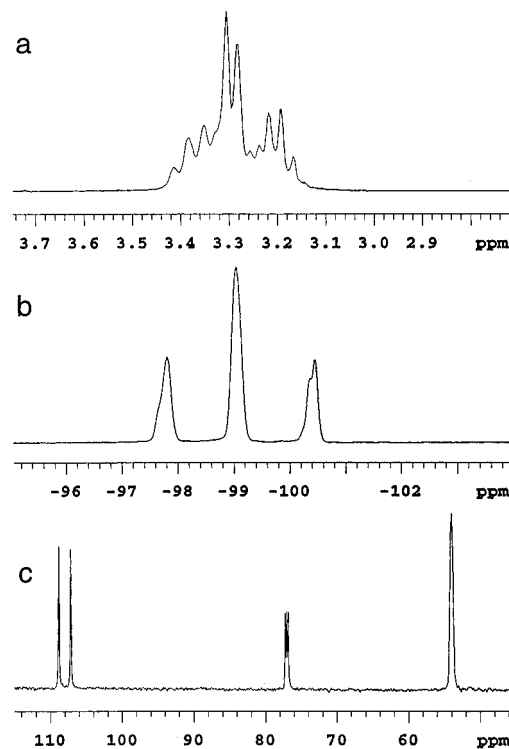 a
3.7 3.6 3.5 3.4 3.3 3.2 3.1 3.0 2.9 ppm
b
-96 -97 -98 -99 -100 -102 ppm
c
110 100 90 80 70 60 ppm